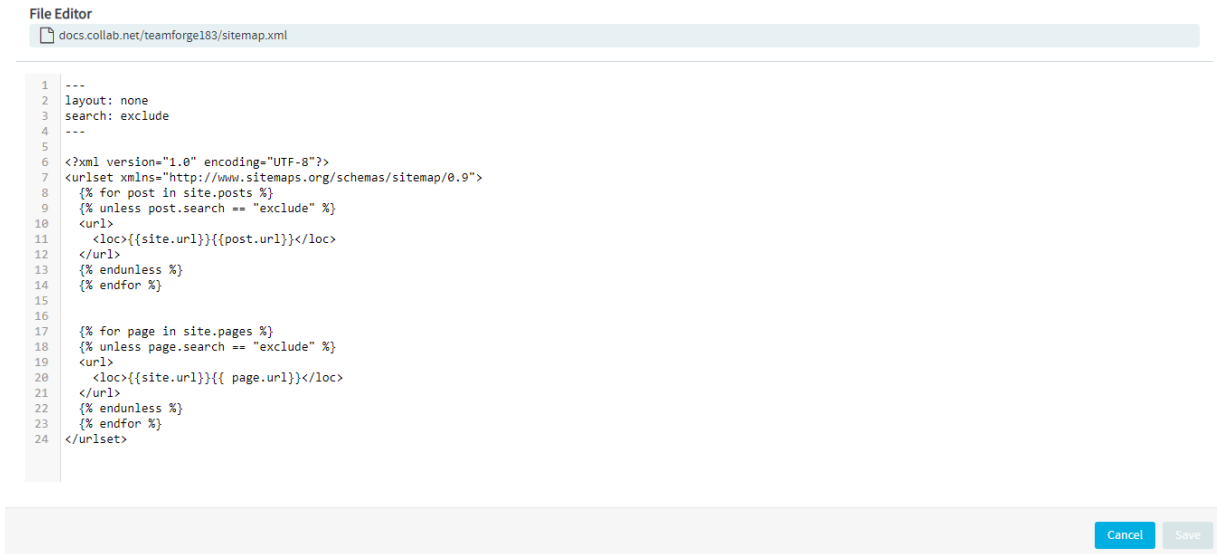 File Editor
docs.collab.net/teamforge183/sitemap.xml
1 ---
2 layout: none
3 search: exclude
4 ---
5
6 <?xml version="1.0" encoding="UTF-8"?>
7 <urlset xmlns="http://www.sitemaps.org/schemas/sitemap/0.9">
8 {% for post in site.posts %}
9 {% unless post.search == "exclude" %}
10 <url>
11 <loc>{{site.url}}{{post.url}}</loc>
12 </url>
13 {% endunless %}
14 {% endfor %}
15
16
17 {% for page in site.pages %}
18 {% unless page.search == "exclude" %}
19 <url>
20 <loc>{{site.url}}{{ page.url}}</loc>
21 </url>
22 {% endunless %}
23 {% endfor %}
24 </urlset>
Cancel Save